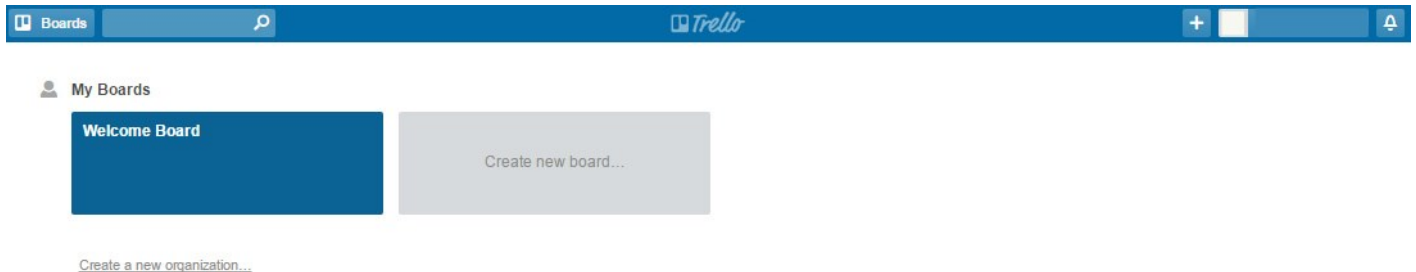 Boards
Trello
My Boards
Welcome Board
Create new board...
Create a new organization...